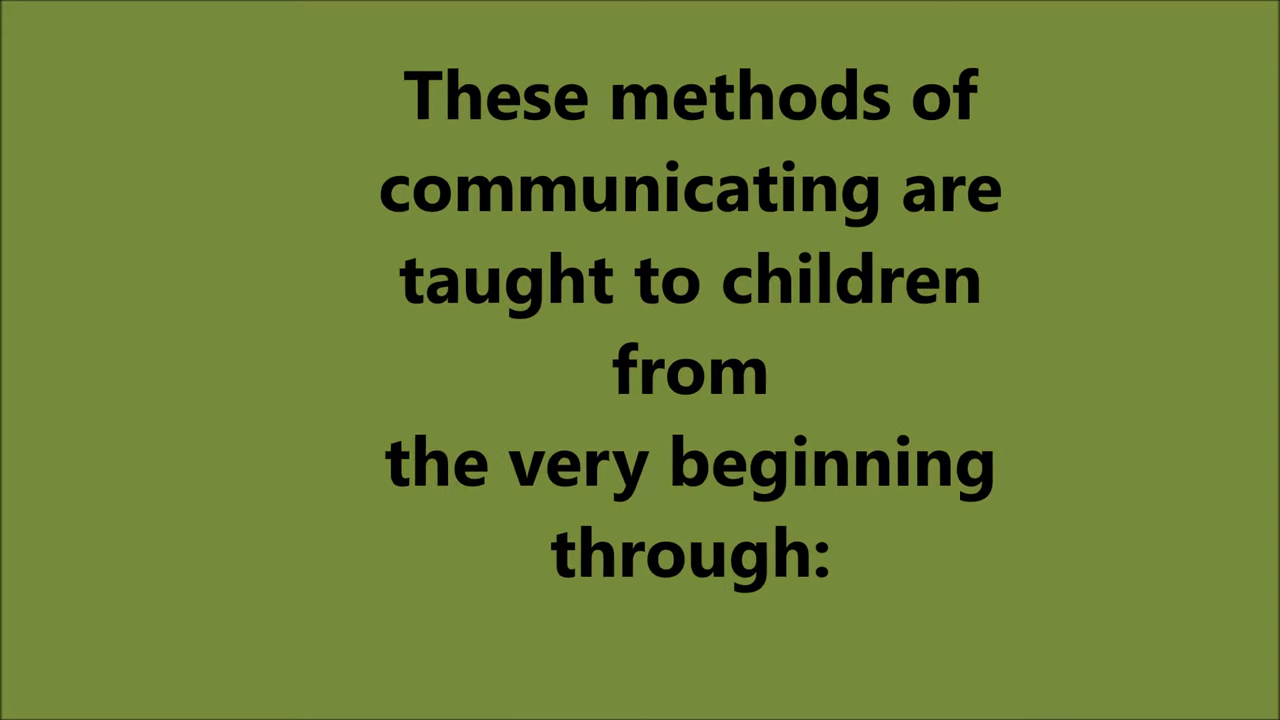 These methods of
communicating are
taught to children
from
the very beginning
through: